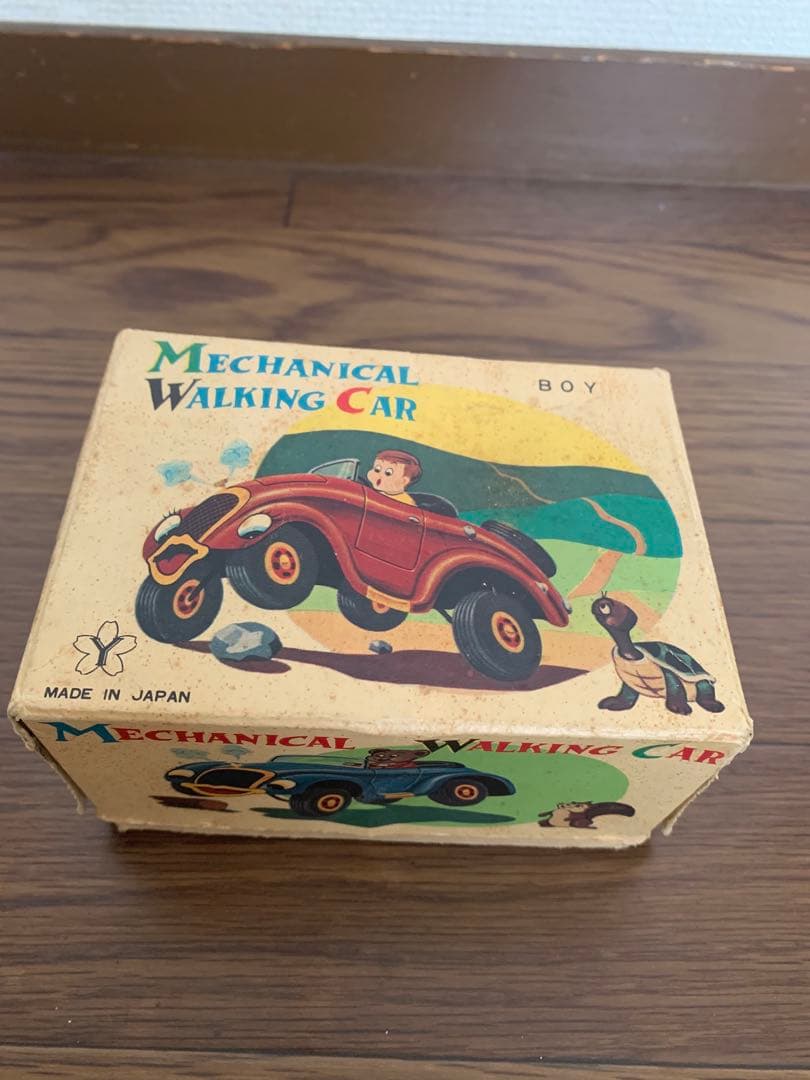 MECHANICAL
WALKING CAR
BOY
Y
MADE IN JAPAN
MECHANICAL WALKING CAR